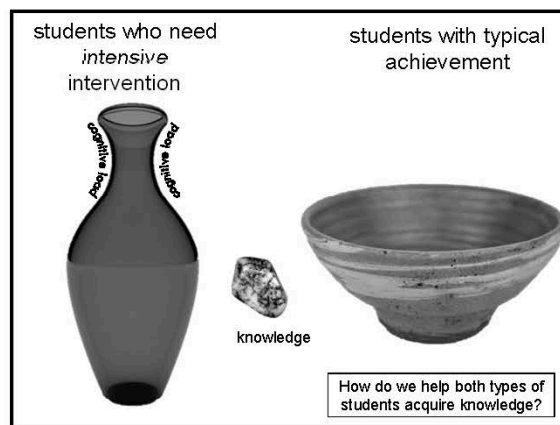 students who need
intensive
intervention
students with typical
achievement
cognitive load
cognitive load
knowledge
How do we help both types of
students acquire knowledge?